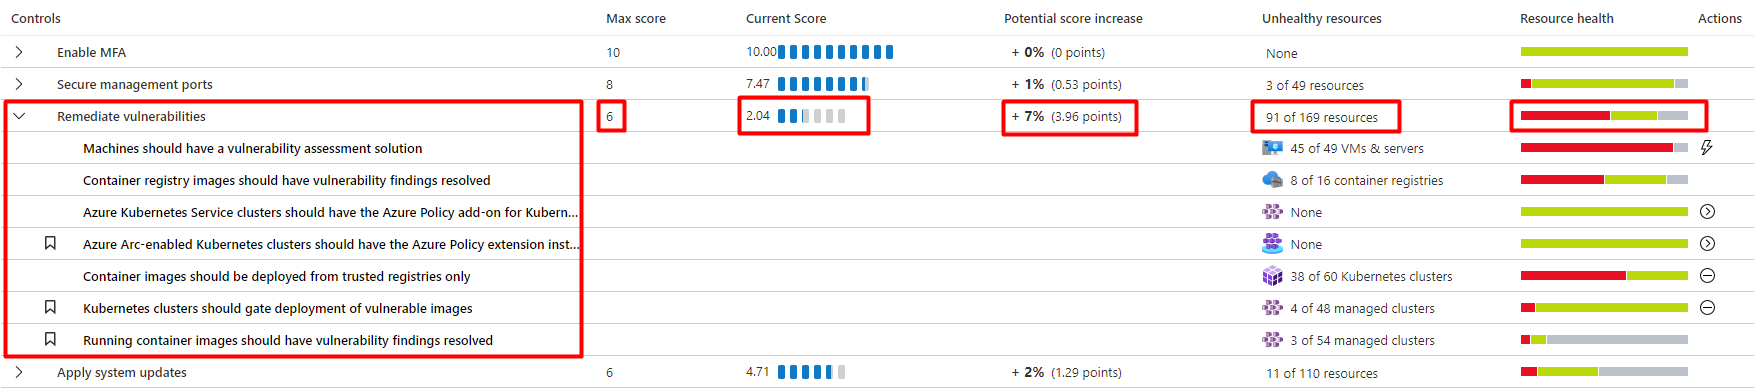 Controls Max score Current Score Potential score increase Unhealthy resources Resource health Actions
Enable MFA 10 10.00 + 0% (0 points) None
Secure management ports 8 7.47 + 1% (0.53 points) 3 of 49 resources
Remediate vulnerabilities 6 2.04 + 7% (3.96 points) 91 of 169 resources
Machines should have a vulnerability assessment solution 45 of 49 VMs & servers
Container registry images should have vulnerability findings resolved 8 of 16 container registries
Azure Kubernetes Service clusters should have the Azure Policy add-on for Kubern... None
Azure Arc-enabled Kubernetes clusters should have the Azure Policy extension inst... None
Container images should be deployed from trusted registries only 38 of 60 Kubernetes clusters
Kubernetes clusters should gate deployment of vulnerable images 4 of 48 managed clusters
Running container images should have vulnerability findings resolved 3 of 54 managed clusters
Apply system updates 6 4.71 + 2% (1.29 points) 11 of 110 resources